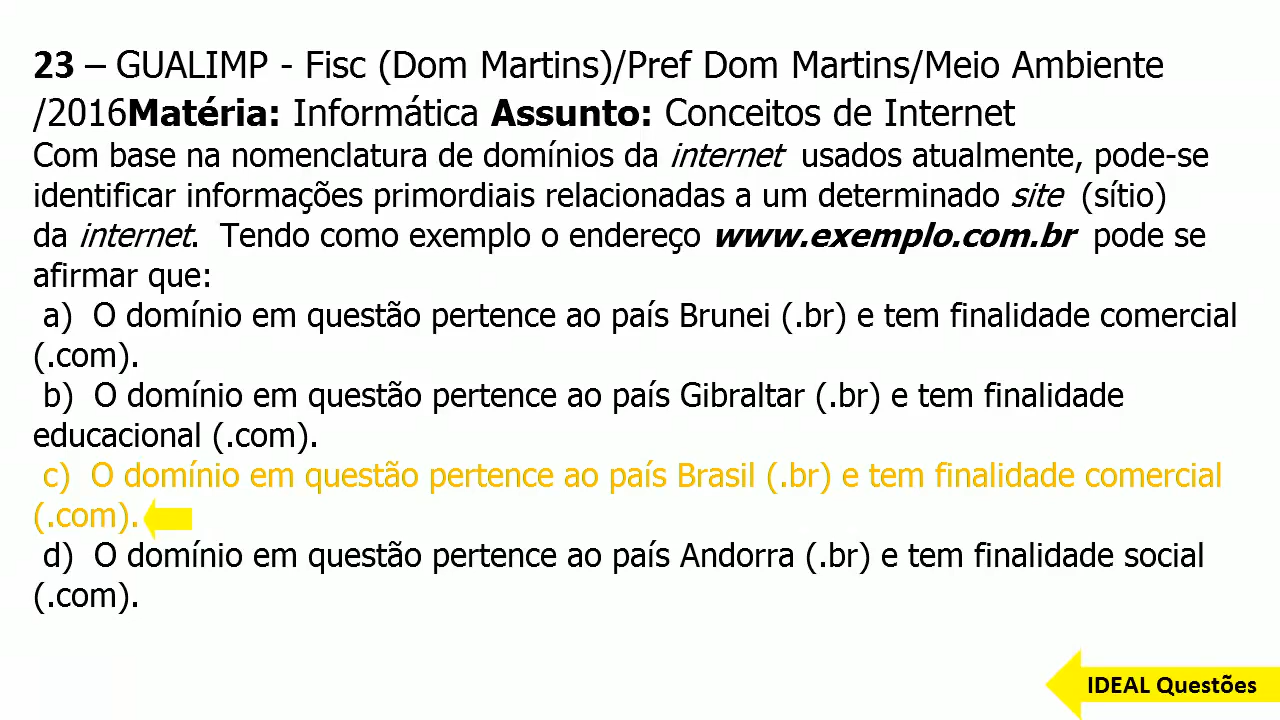 23 – GUALIMP - Fisc (Dom Martins)/Pref Dom Martins/Meio Ambiente
/2016Matéria: Informática Assunto: Conceitos de Internet
Com base na nomenclatura de domínios da internet usados atualmente, pode-se
identificar informações primordiais relacionadas a um determinado site (sítio)
da internet. Tendo como exemplo o endereço www.exemplo.com.br pode se
afirmar que:
a) O domínio em questão pertence ao país Brunei (.br) e tem finalidade comercial
(.com).
b) O domínio em questão pertence ao país Gibraltar (.br) e tem finalidade
educacional (.com).
c) O domínio em questão pertence ao país Brasil (.br) e tem finalidade comercial
(.com).
d) O domínio em questão pertence ao país Andorra (.br) e tem finalidade social
(.com).
IDEAL Questões